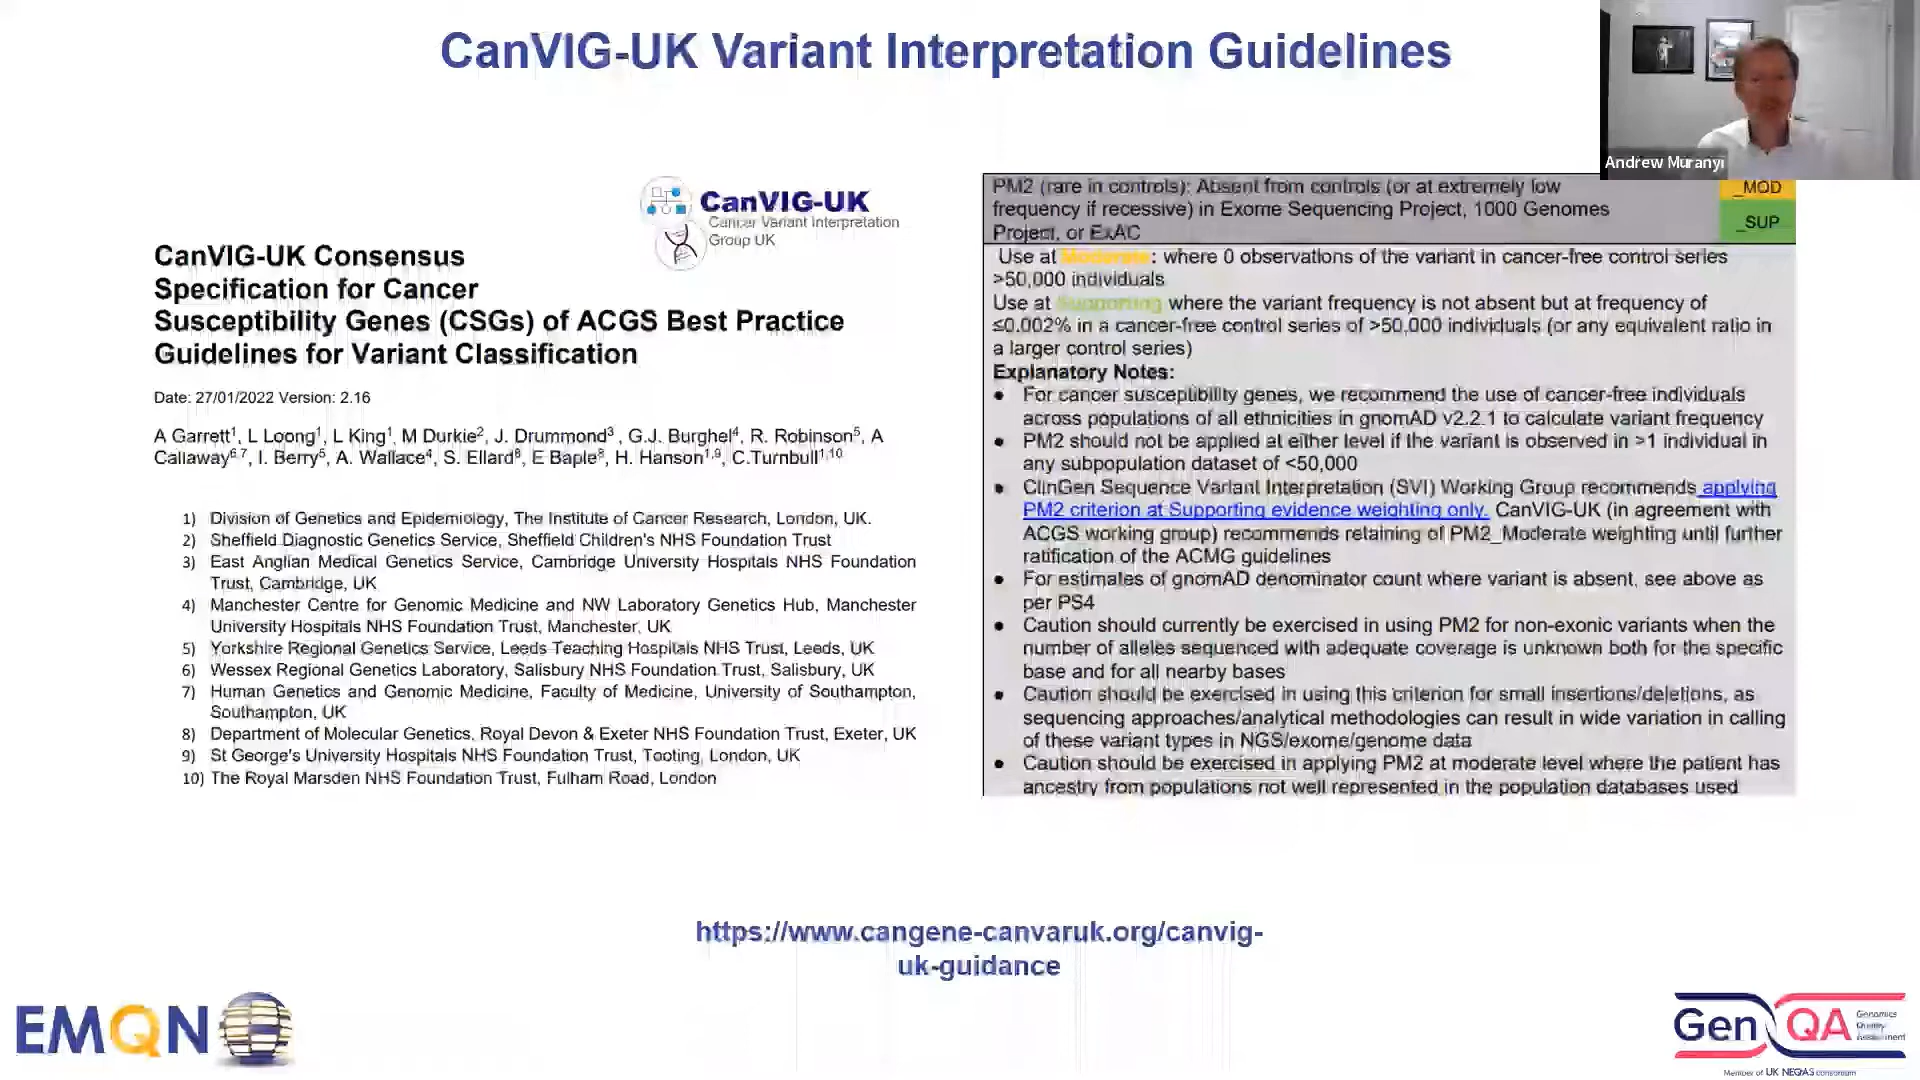 CanVIG-UK Variant Interpretation Guidelines
Andrew Muranyi
CanVIG-UK
Cancer Variant Interpretation
Group UK
CanVIG-UK Consensus
Specification for Cancer
Susceptibility Genes (CSGs) of ACGS Best Practice
Guidelines for Variant Classification
Date: 27/01/2022 Version: 2.16
A Garrett¹, L Loong¹, L King¹, M Durkie², J. Drummond³, G.J. Burghel⁴, R. Robinson⁵, A
Callaway⁶,⁷, I. Berry⁵, A. Wallace⁴, S. Ellard⁸, E Baple⁸, H. Hanson¹,⁹, C.Turnbull¹,¹⁰
1) Division of Genetics and Epidemiology, The Institute of Cancer Research, London, UK.
2) Sheffield Diagnostic Genetics Service, Sheffield Children's NHS Foundation Trust
3) East Anglian Medical Genetics Service, Cambridge University Hospitals NHS Foundation
Trust, Cambridge, UK
4) Manchester Centre for Genomic Medicine and NW Laboratory Genetics Hub, Manchester
University Hospitals NHS Foundation Trust, Manchester, UK
5) Yorkshire Regional Genetics Service, Leeds Teaching Hospitals NHS Trust, Leeds, UK
6) Wessex Regional Genetics Laboratory, Salisbury NHS Foundation Trust, Salisbury, UK
7) Human Genetics and Genomic Medicine, Faculty of Medicine, University of Southampton,
Southampton, UK
8) Department of Molecular Genetics, Royal Devon & Exeter NHS Foundation Trust, Exeter, UK
9) St George's University Hospitals NHS Foundation Trust, Tooting, London, UK
10) The Royal Marsden NHS Foundation Trust, Fulham Road, London
PM2 (rare in controls): Absent from controls (or at extremely low
frequency if recessive) in Exome Sequencing Project, 1000 Genomes
Project, or ExAC
_MOD
_SUP
Use at Moderate: where 0 observations of the variant in cancer-free control series
>50,000 individuals
Use at Supporting where the variant frequency is not absent but at frequency of
≤0.002% in a cancer-free control series of >50,000 individuals (or any equivalent ratio in
a larger control series)
Explanatory Notes:
● For cancer susceptibility genes, we recommend the use of cancer-free individuals
across populations of all ethnicities in gnomAD v2.2.1 to calculate variant frequency
● PM2 should not be applied at either level if the variant is observed in >1 individual in
any subpopulation dataset of <50,000
● ClinGen Sequence Variant Interpretation (SVI) Working Group recommends applying
PM2 criterion at Supporting evidence weighting only. CanVIG-UK (in agreement with
ACGS working group) recommends retaining of PM2_Moderate weighting until further
ratification of the ACMG guidelines
● For estimates of gnomAD denominator count where variant is absent, see above as
per PS4
● Caution should currently be exercised in using PM2 for non-exonic variants when the
number of alleles sequenced with adequate coverage is unknown both for the specific
base and for all nearby bases
● Caution should be exercised in using this criterion for small insertions/deletions, as
sequencing approaches/analytical methodologies can result in wide variation in calling
of these variant types in NGS/exome/genome data
● Caution should be exercised in applying PM2 at moderate level where the patient has
ancestry from populations not well represented in the population databases used
https://www.cangene-canvaruk.org/canvig-
uk-guidance
EMQN
GenQA
Genomics
Quality
Assessment
Member of UK NEQAS consortium